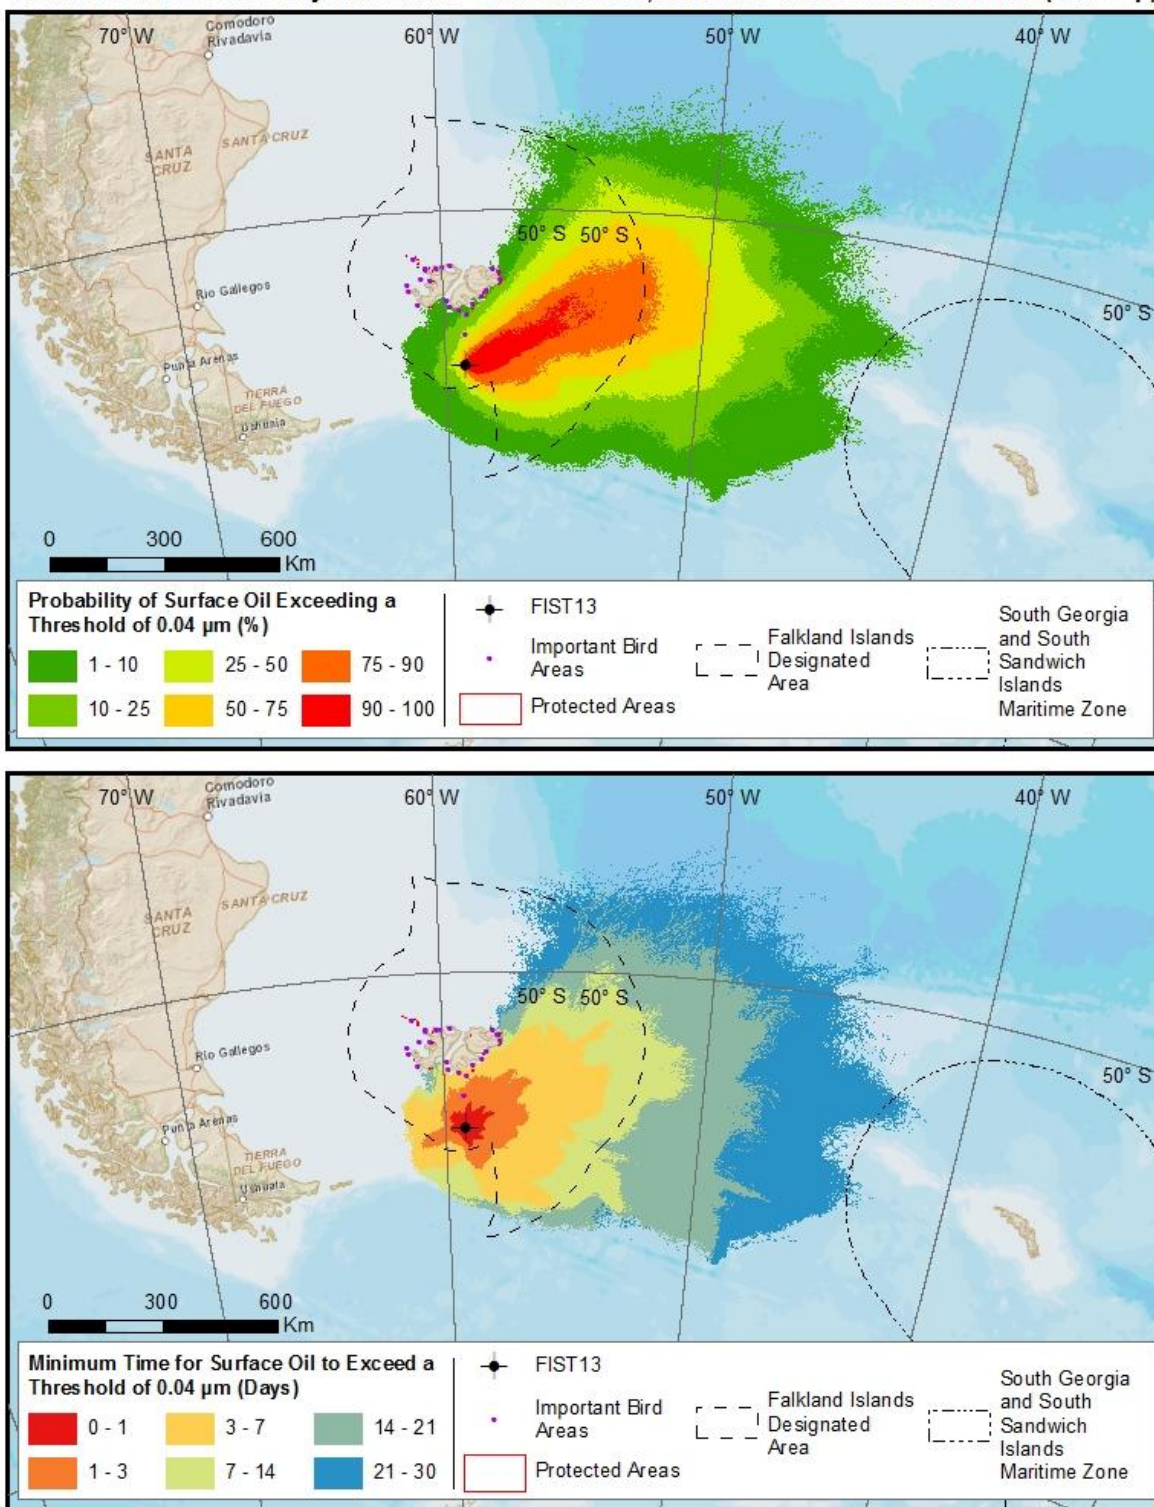 70° W
60° W
50° W
40° W
Comodoro
Rivadavia
SANTA CRUZ
SANTA
CRUZ
50° S 50° S
Rio Gallegos
50° S
Punta Arenas
TIERRA
DEL FUEGO
Ushuaia
0 300 600
Km
Probability of Surface Oil Exceeding a
Threshold of 0.04 µm (%)
1 - 10
25 - 50
75 - 90
10 - 25
50 - 75
90 - 100
FIST13
Important Bird
Areas
Protected Areas
Falkland Islands
Designated
Area
South Georgia
and South
Sandwich
Islands
Maritime Zone
70° W
60° W
50° W
40° W
Comodoro
Rivadavia
SANTA CRUZ
SANTA
CRUZ
50° S 50° S
Rio Gallegos
50° S
Punta Arenas
TIERRA
DEL FUEGO
Ushuaia
0 300 600
Km
Minimum Time for Surface Oil to Exceed a
Threshold of 0.04 µm (Days)
0 - 1
3 - 7
14 - 21
1 - 3
7 - 14
21 - 30
FIST13
Important Bird
Areas
Protected Areas
Falkland Islands
Designated
Area
South Georgia
and South
Sandwich
Islands
Maritime Zone